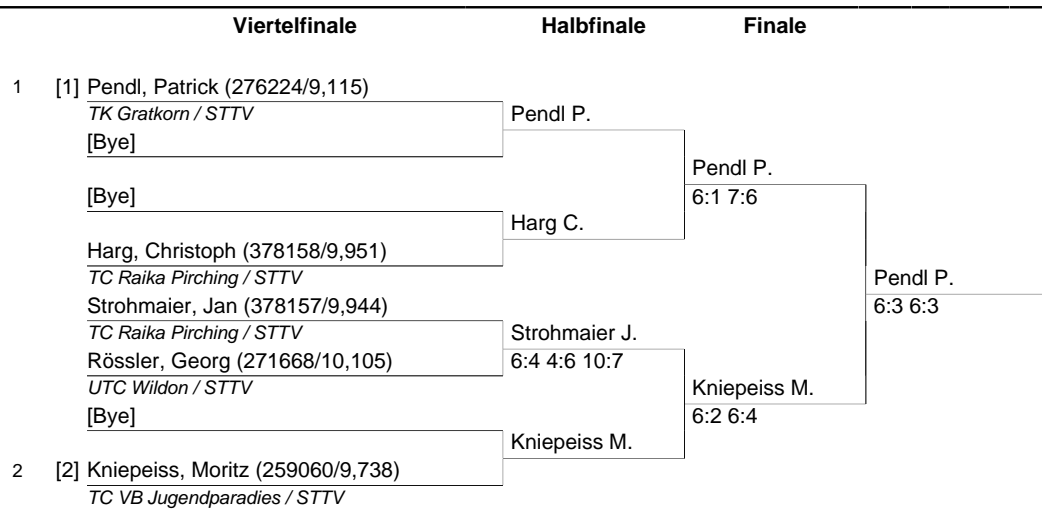 Viertelfinale Halbfinale Finale
1 [1] Pendl, Patrick (276224/9,115)
TK Gratkorn / STTV Pendl P.
[Bye]
Pendl P.
[Bye] 6:1 7:6
Harg C.
Harg, Christoph (378158/9,951)
TC Raika Pirching / STTV Pendl P.
Strohmaier, Jan (378157/9,944) 6:3 6:3
TC Raika Pirching / STTV Strohmaier J.
Rössler, Georg (271668/10,105) 6:4 4:6 10:7
UTC Wildon / STTV Kniepeiss M.
[Bye] 6:2 6:4
Kniepeiss M.
2 [2] Kniepeiss, Moritz (259060/9,738)
TC VB Jugendparadies / STTV